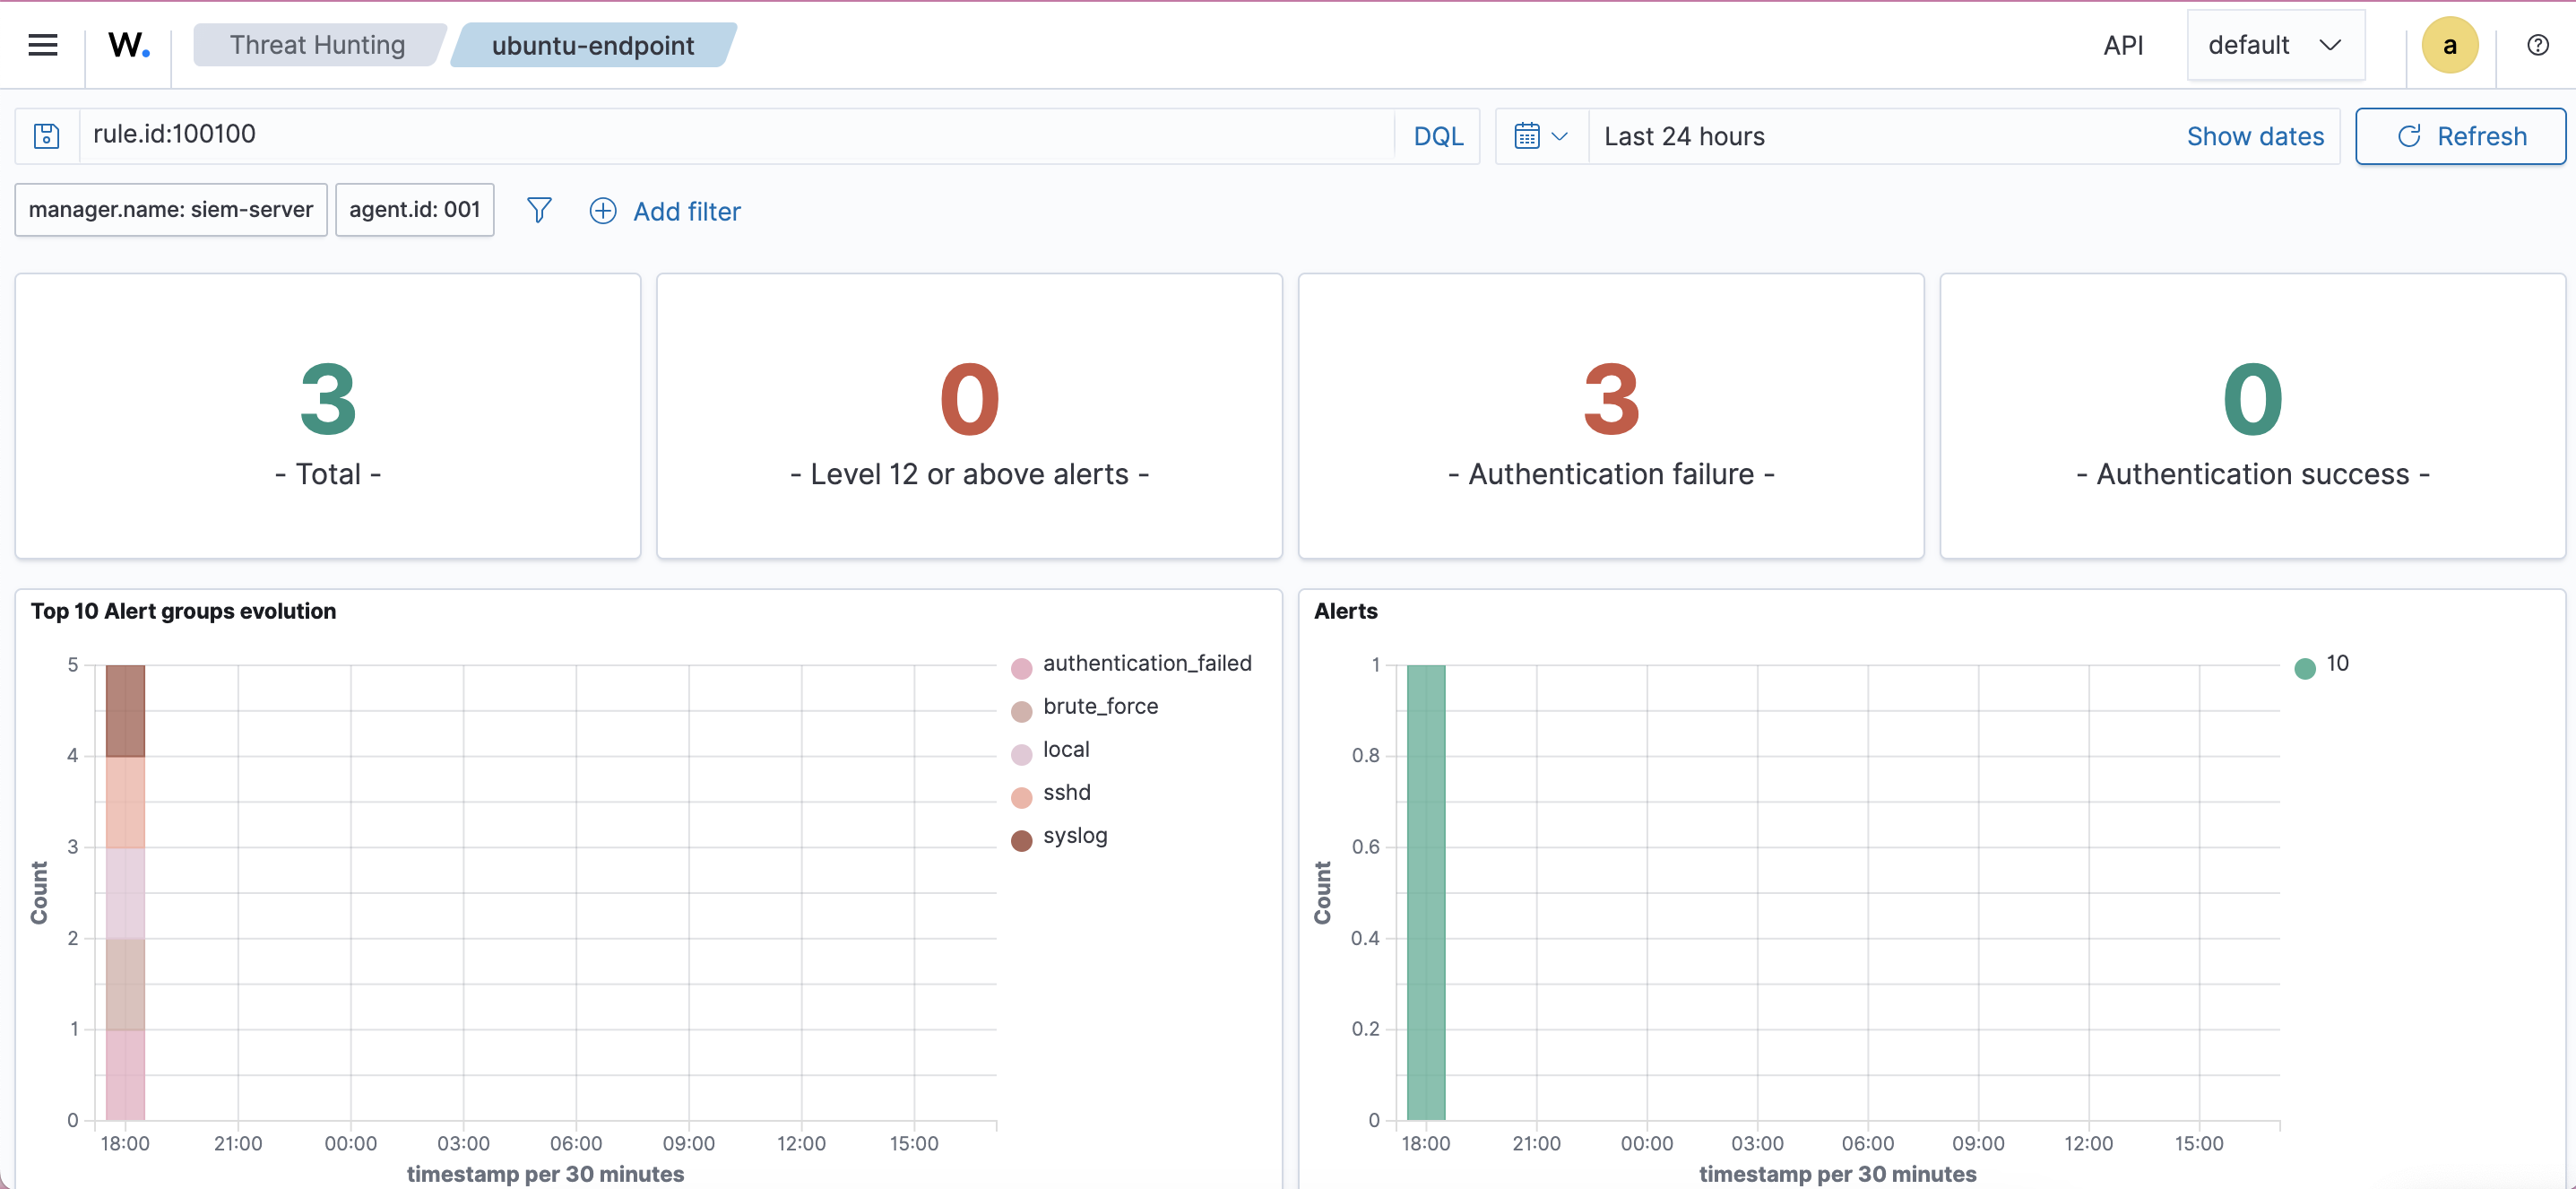 W.
Threat Hunting
ubuntu-endpoint
API
default
a
rule.id:100100
DQL
Last 24 hours
Show dates
Refresh
manager.name: siem-server
agent.id: 001
Add filter
3
- Total -
0
- Level 12 or above alerts -
3
- Authentication failure -
0
- Authentication success -
Top 10 Alert groups evolution
5
4
3
2
1
0
Count
18:00 21:00 00:00 03:00 06:00 09:00 12:00 15:00
timestamp per 30 minutes
authentication_failed
brute_force
local
sshd
syslog
Alerts
1
0.8
0.6
0.4
0.2
0
Count
18:00 21:00 00:00 03:00 06:00 09:00 12:00 15:00
timestamp per 30 minutes
10